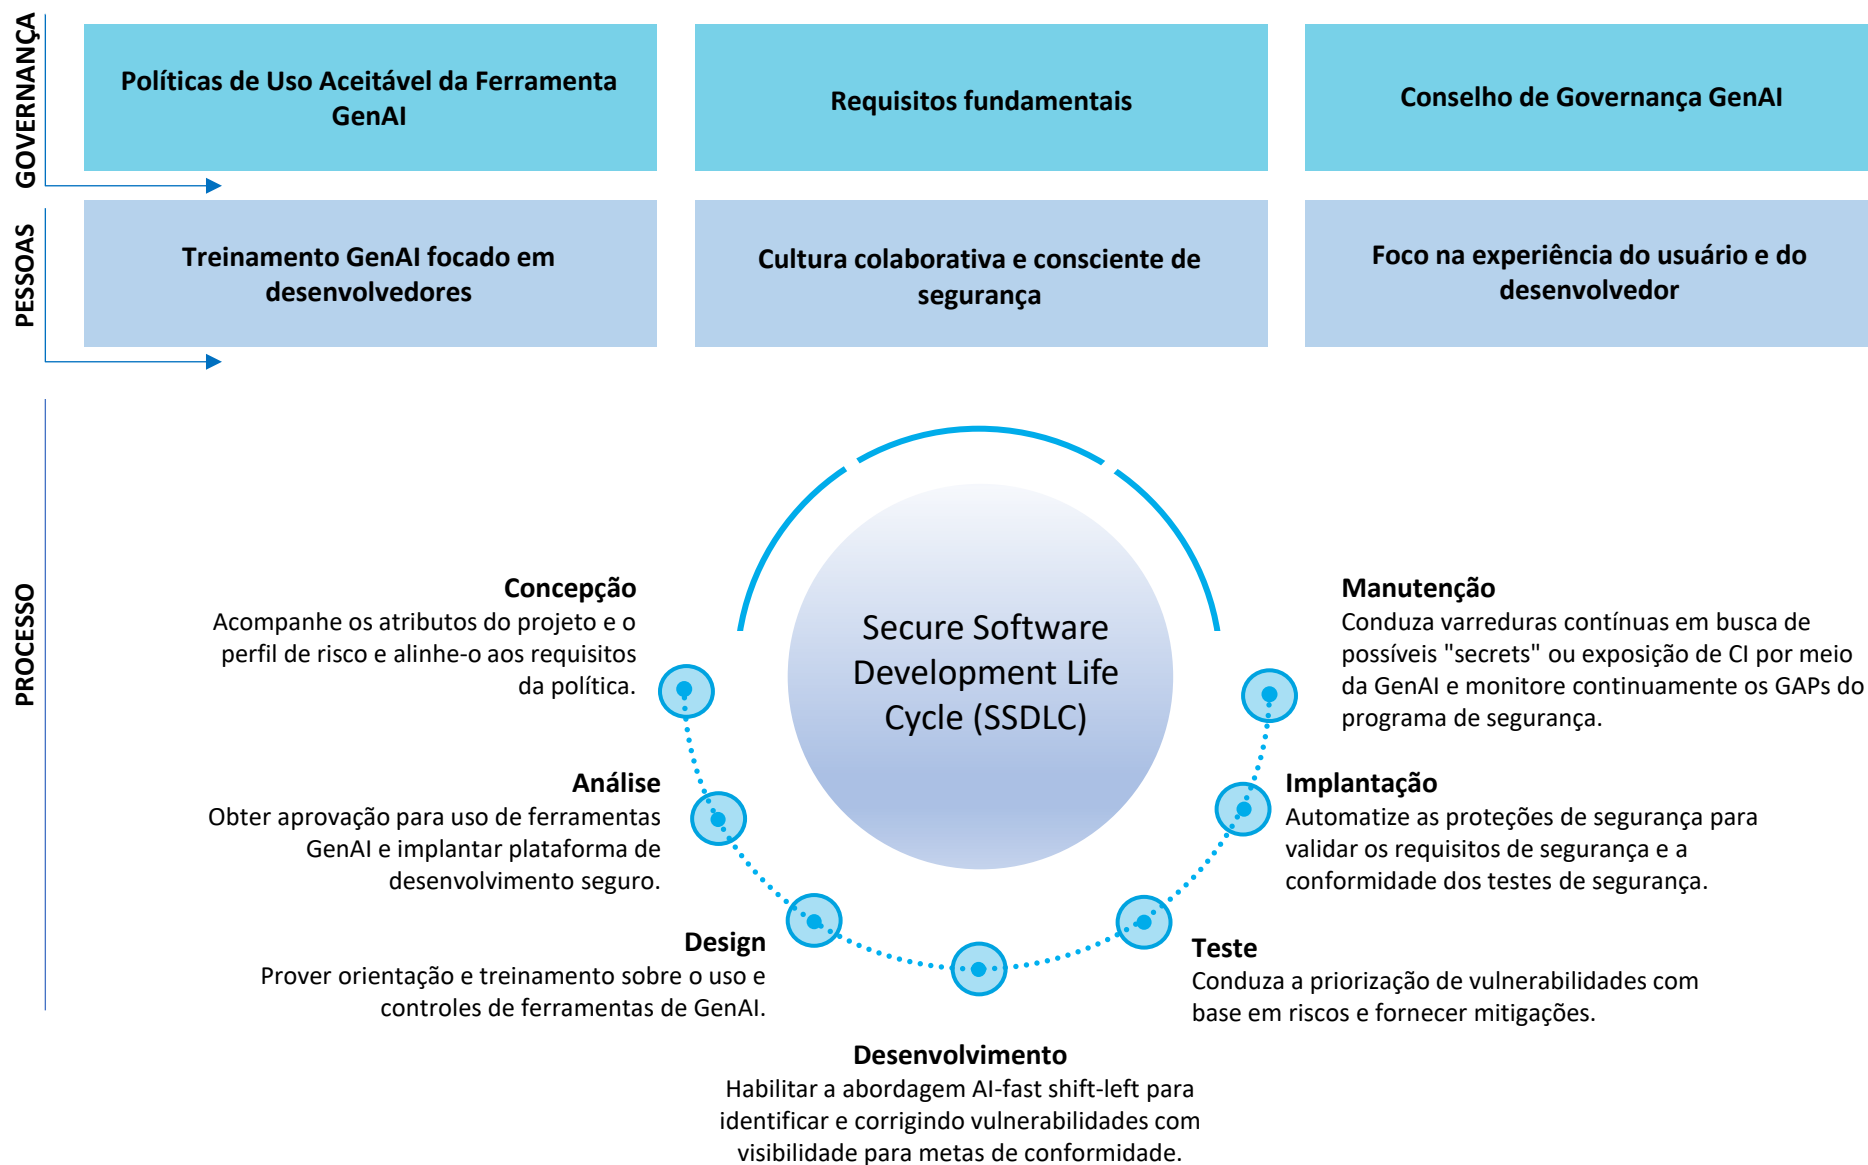 GOVERNANÇA
Políticas de Uso Aceitável da Ferramenta
GenAI
Requisitos fundamentais
Conselho de Governança GenAI
PESSOAS
Treinamento GenAI focado em
desenvolvedores
Cultura colaborativa e consciente de
segurança
Foco na experiência do usuário e do
desenvolvedor
PROCESSO
Secure Software
Development Life
Cycle (SSDLC)
Concepção
Acompanhe os atributos do projeto e o
perfil de risco e alinhe-o aos requisitos
da política.
Análise
Obter aprovação para uso de ferramentas
GenAI e implantar plataforma de
desenvolvimento seguro.
Design
Prover orientação e treinamento sobre o uso e
controles de ferramentas de GenAI.
Desenvolvimento
Habilitar a abordagem AI-fast shift-left para
identificar e corrigindo vulnerabilidades com
visibilidade para metas de conformidade.
Teste
Conduza a priorização de vulnerabilidades com
base em riscos e fornecer mitigações.
Implantação
Automatize as proteções de segurança para
validar os requisitos de segurança e a
conformidade dos testes de segurança.
Manutenção
Conduza varreduras contínuas em busca de
possíveis "secrets" ou exposição de CI por meio
da GenAI e monitore continuamente os GAPs do
programa de segurança.